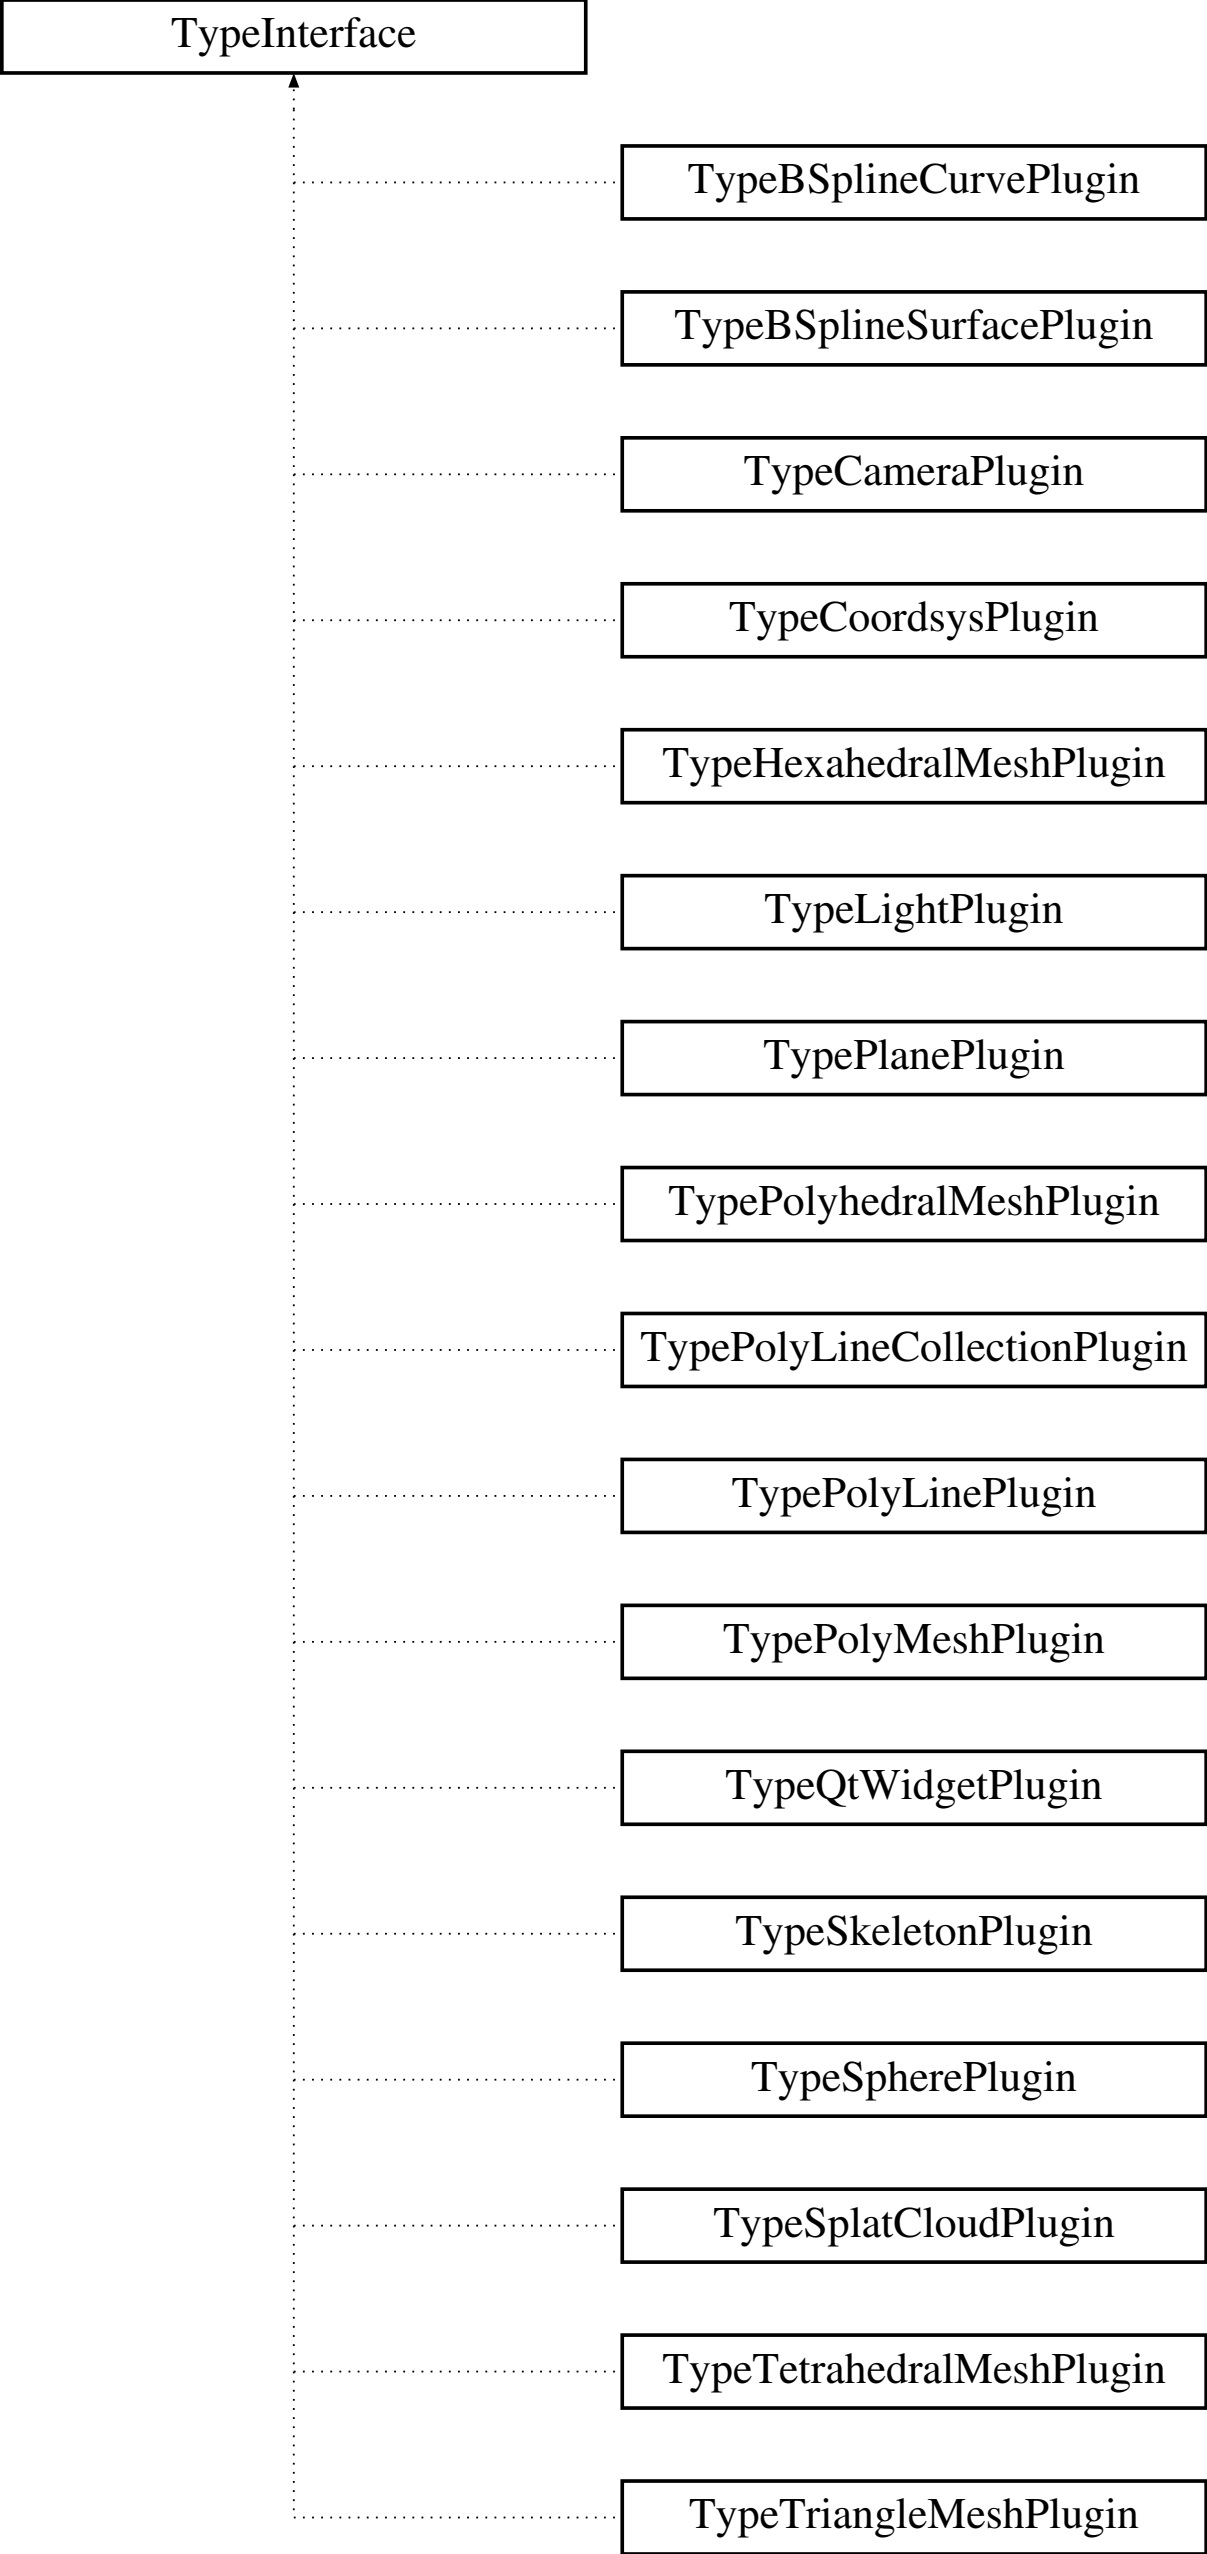 TypeInterface
TypeBSplineCurvePlugin
TypeBSplineSurfacePlugin
TypeCameraPlugin
TypeCoordsysPlugin
TypeHexahedralMeshPlugin
TypeLightPlugin
TypePlanePlugin
TypePolyhedralMeshPlugin
TypePolyLineCollectionPlugin
TypePolyLinePlugin
TypePolyMeshPlugin
TypeQtWidgetPlugin
TypeSkeletonPlugin
TypeSpherePlugin
TypeSplatCloudPlugin
TypeTetrahedralMeshPlugin
TypeTriangleMeshPlugin